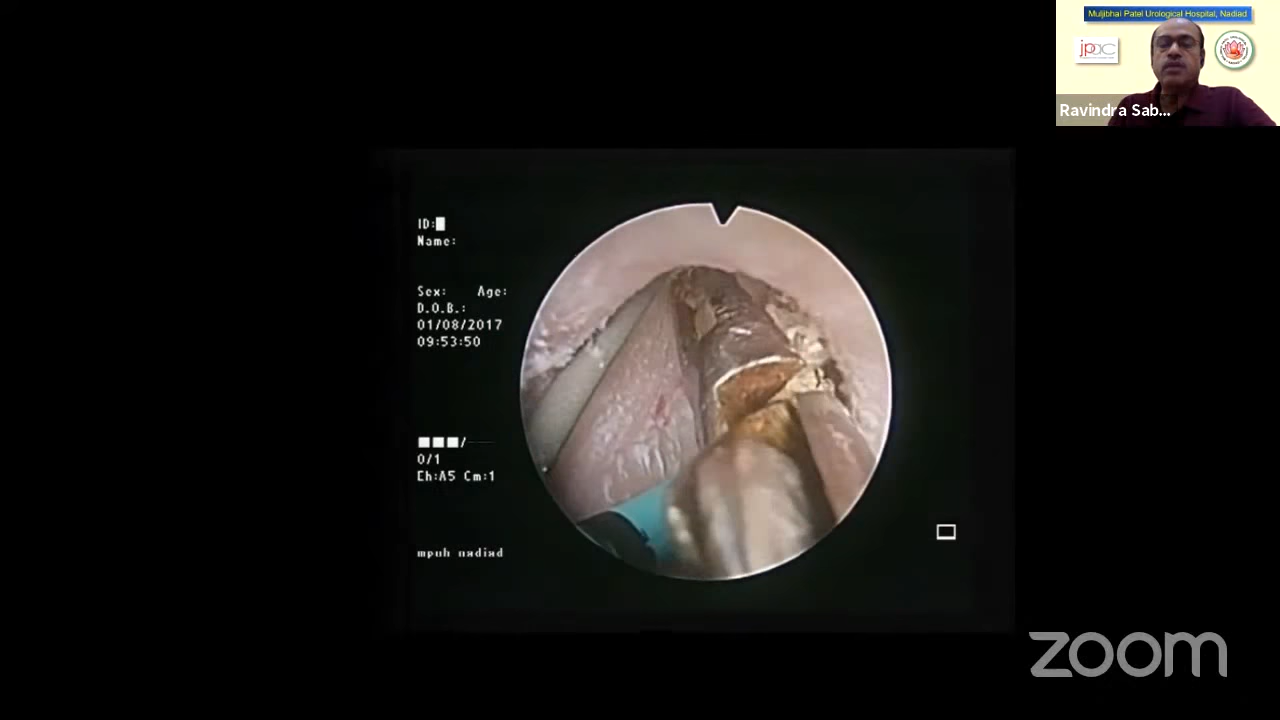 Muljibhai Patel Urological Hospital, Nadiad
jpac
Ravindra Sab...
ID:
Name:
Sex: Age:
D.O.B.:
01/08/2017
09:53:50
0/1
Eh:A5 Cm:1
mpuh nadiad
zoom